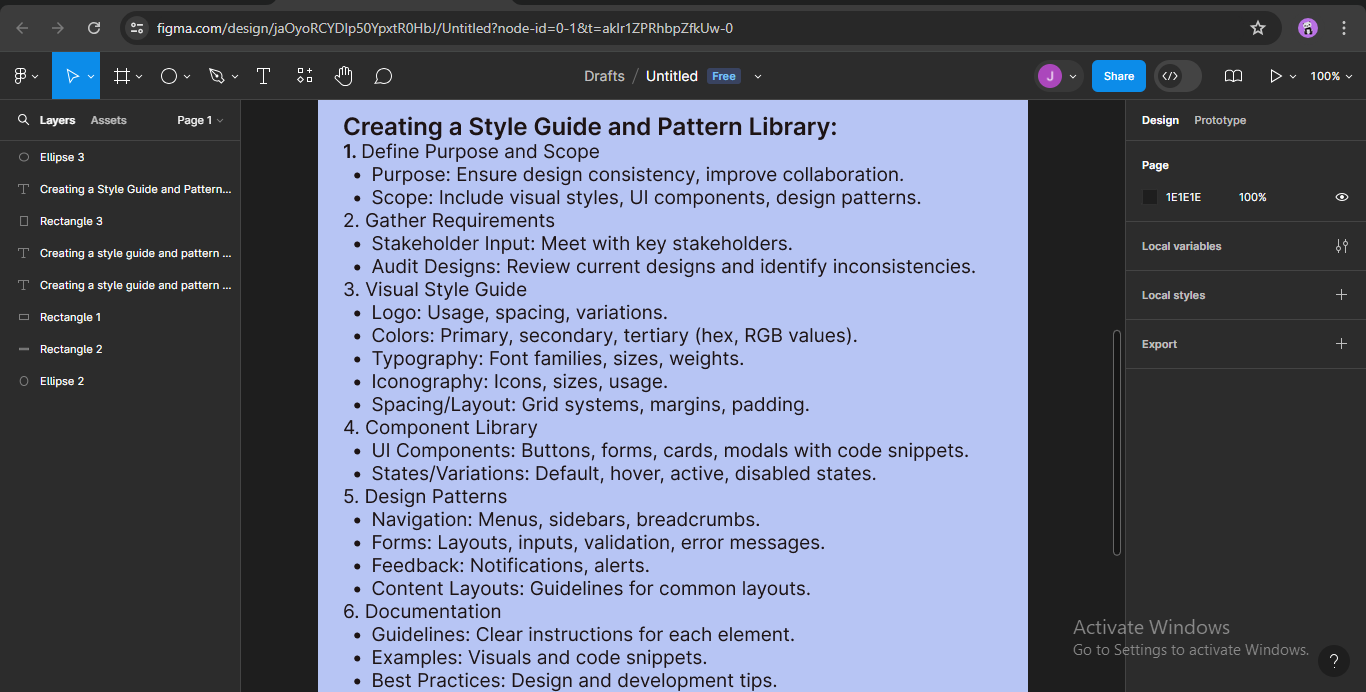 figma.com/design/jaOyoRCYDlp50YpxtR0HbJ/Untitled?node-id=0-1&t=aklr1ZPRhbpZfkUw-0
Drafts / Untitled Free
J
Share
100%
Layers Assets Page 1
Ellipse 3
Creating a Style Guide and Pattern...
Rectangle 3
Creating a style guide and pattern ...
Creating a style guide and pattern ...
Rectangle 1
Rectangle 2
Ellipse 2
Creating a Style Guide and Pattern Library:
1. Define Purpose and Scope
• Purpose: Ensure design consistency, improve collaboration.
• Scope: Include visual styles, UI components, design patterns.
2. Gather Requirements
• Stakeholder Input: Meet with key stakeholders.
• Audit Designs: Review current designs and identify inconsistencies.
3. Visual Style Guide
• Logo: Usage, spacing, variations.
• Colors: Primary, secondary, tertiary (hex, RGB values).
• Typography: Font families, sizes, weights.
• Iconography: Icons, sizes, usage.
• Spacing/Layout: Grid systems, margins, padding.
4. Component Library
• UI Components: Buttons, forms, cards, modals with code snippets.
• States/Variations: Default, hover, active, disabled states.
5. Design Patterns
• Navigation: Menus, sidebars, breadcrumbs.
• Forms: Layouts, inputs, validation, error messages.
• Feedback: Notifications, alerts.
• Content Layouts: Guidelines for common layouts.
6. Documentation
• Guidelines: Clear instructions for each element.
• Examples: Visuals and code snippets.
• Best Practices: Design and development tips.
Design Prototype
Page
1E1E1E 100%
Local variables
Local styles
Export
Activate Windows
Go to Settings to activate Windows.
?